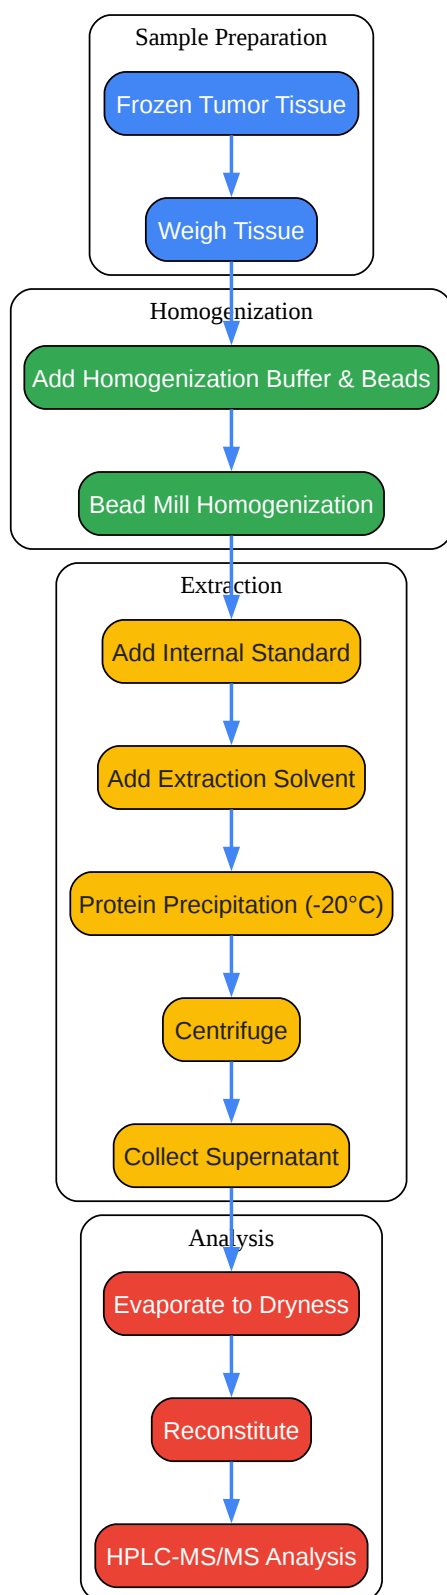 Sample Preparation
Frozen Tumor Tissue
Weigh Tissue
Homogenization
Add Homogenization Buffer & Beads
Bead Mill Homogenization
Extraction
Add Internal Standard
Add Extraction Solvent
Protein Precipitation (-20°C)
Centrifuge
Collect Supernatant
Analysis
Evaporate to Dryness
Reconstitute
HPLC-MS/MS Analysis